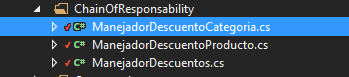 ChainOfResponsability
C# ManejadorDescuentoCategoria.cs
C# ManejadorDescuentoProducto.cs
C# ManejadorDescuentos.cs